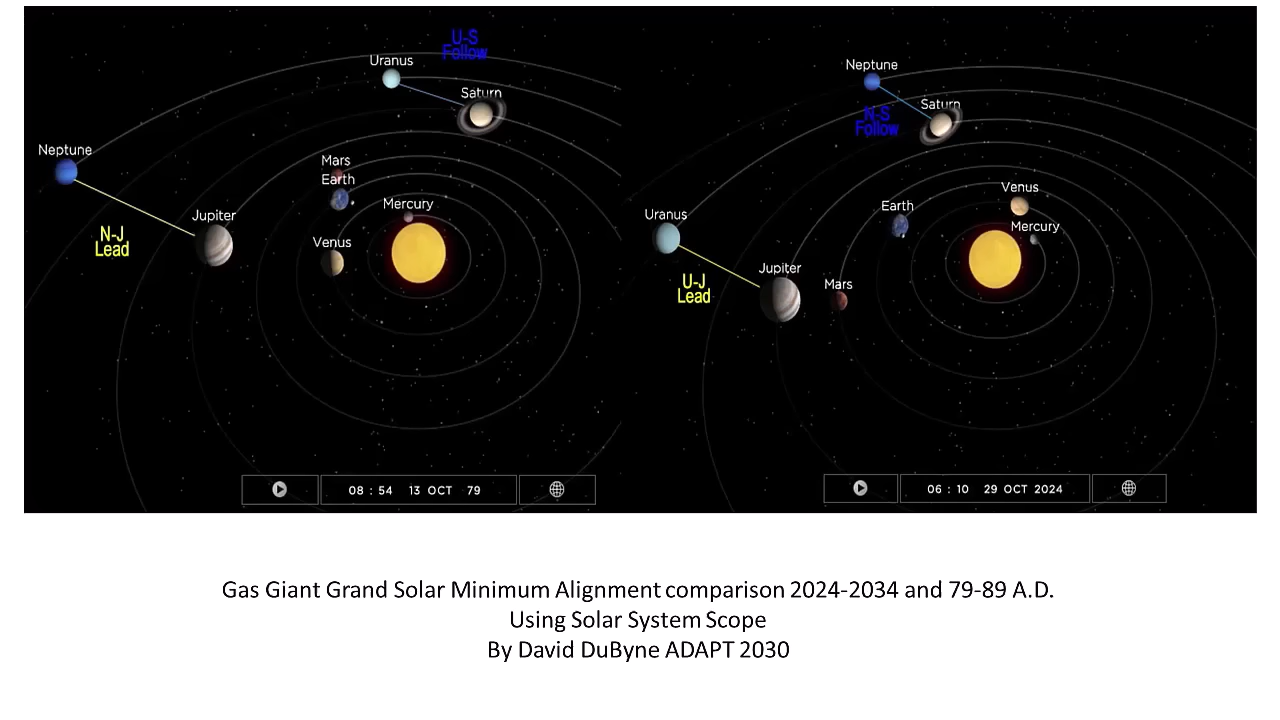 U-S
Follow
Uranus
Saturn
Neptune
Mars
Earth
Mercury
Jupiter
N-J
Lead
Venus
08 : 54 13 OCT 79
Neptune
Saturn
N-S
Follow
Venus
Earth
Uranus
Mercury
Jupiter
U-J
Lead
Mars
06 : 10 29 OCT 2024
Gas Giant Grand Solar Minimum Alignment comparison 2024-2034 and 79-89 A.D.
Using Solar System Scope
By David DuByne ADAPT 2030